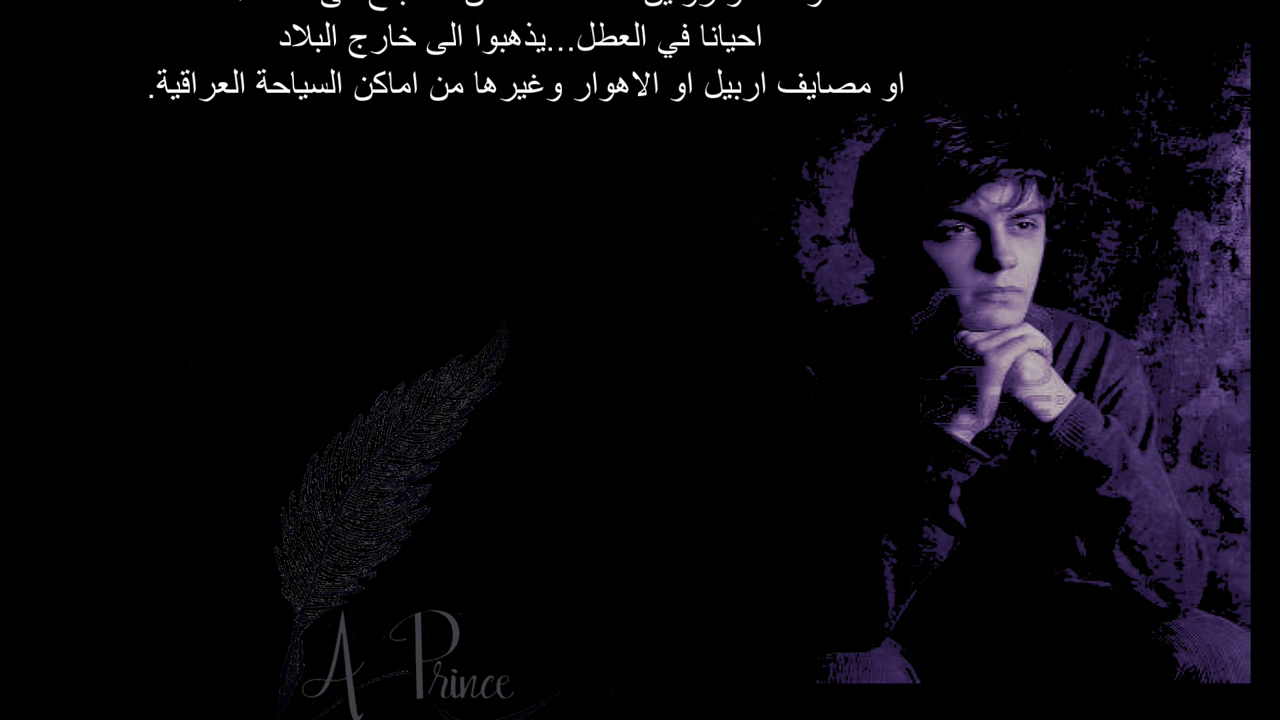 احيانا في العطل...يذهبوا الى خارج البلاد
او مصايف اربيل او الاهوار وغيرها من اماكن السياحة العراقية.
A Prince